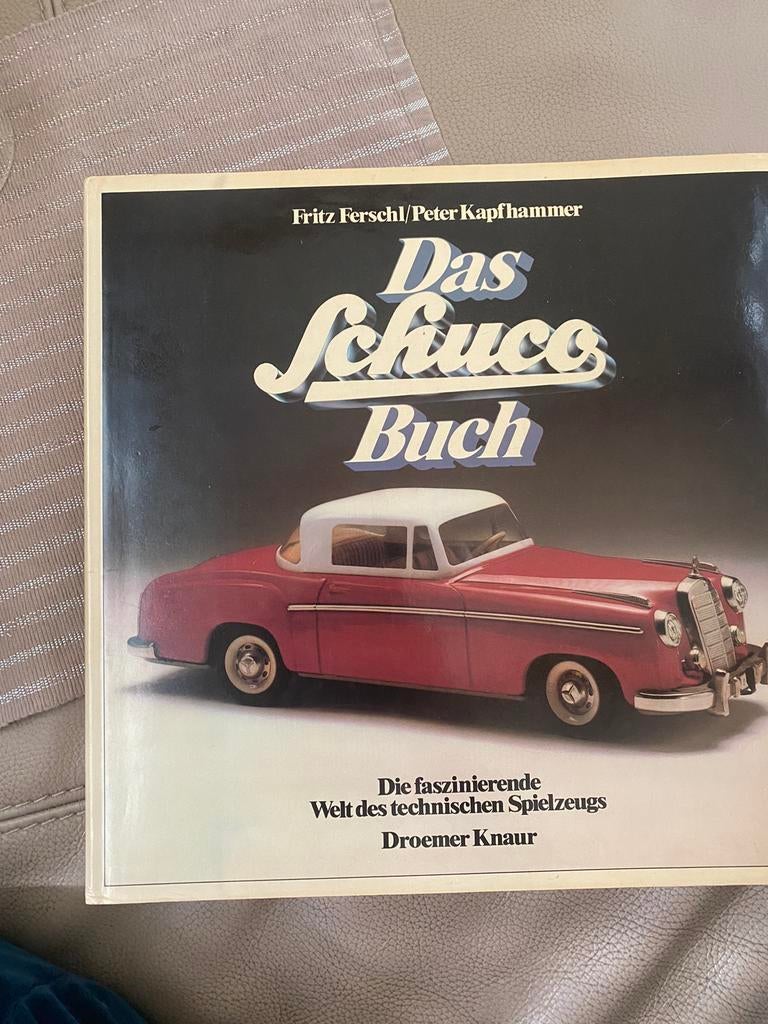 Fritz Ferschl/Peter Kapfhammer
Das
Schuco
Buch
Die faszinierende
Welt des technischen Spielzeugs
Droemer Knaur